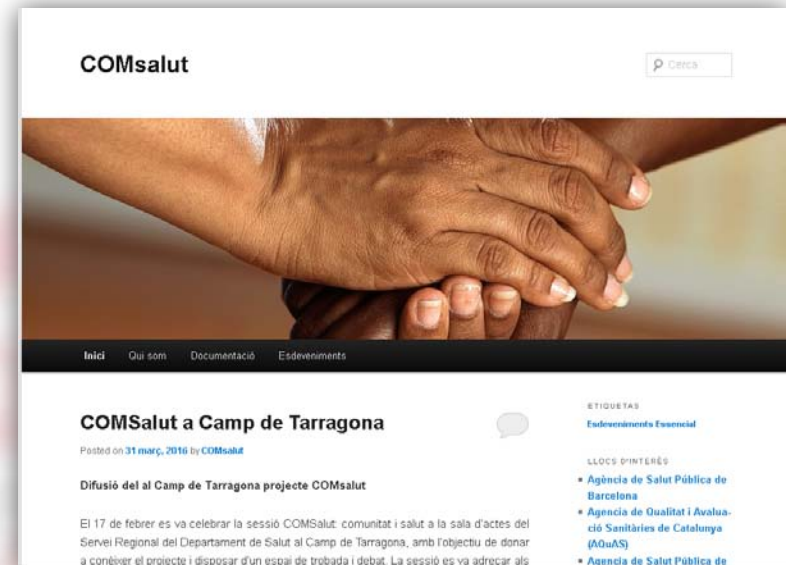 COMsalut
Cerca
Inici Qui som Documentació Esdeveniments
COMSalut a Camp de Tarragona
Posted on 31 març, 2016 by COMsalut
Difusió del al Camp de Tarragona projecte COMsalut
El 17 de febrer es va celebrar la sessió COMSalut: comunitat i salut a la sala d'actes del
Servei Regional del Departament de Salut al Camp de Tarragona, amb l'objectiu de donar
a conèixer el projecte i disposar d'un espai de trobada i debat. La sessió es va adreçar als
ETIQUETAS
Esdeveniments Essencial
LLOCS D'INTERÈS
Agència de Salut Pública de
Barcelona
Agencia de Qualitat i Avalua-
ció Sanitàries de Catalunya
(AQuAS)
Agencia de Salut Pública de